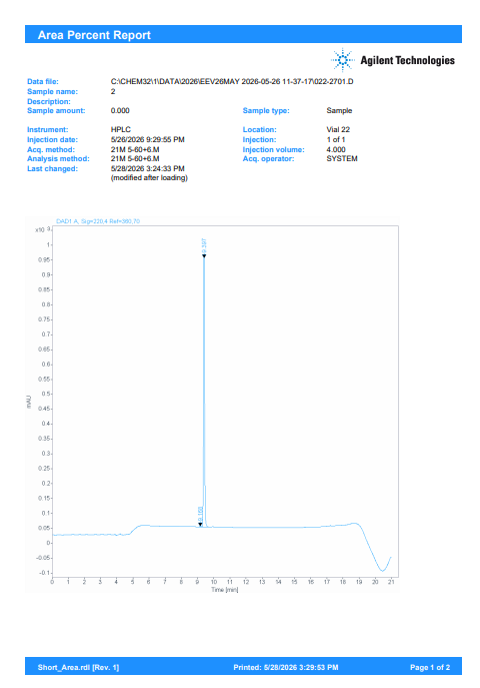 Area Percent Report
Agilent Technologies
Data file: C:\CHEM32\1\DATA\2026\EEV26MAY 2026-05-26 11-37-17\022-2701.D
Sample name: 2
Description:
Sample amount: 0.000 Sample type: Sample
Instrument: HPLC Location: Vial 22
Injection date: 5/26/2026 9:29:55 PM Injection: 1 of 1
Acq. method: 21M 5-60+6.M Injection volume: 4.000
Analysis method: 21M 5-60+6.M Acq. operator: SYSTEM
Last changed: 5/28/2026 3:24:33 PM
(modified after loading)
DAD1 A, Sig=220,4 Ref=360,70
x10
1
0.95
0.9
0.85
0.8
0.75
0.7
0.65
0.6
0.55
0.5
0.45
0.4
0.35
0.3
0.25
0.2
0.15
0.1
0.05
0
-0.05
-0.1
mAU
9.397
0 1 2 3 4 5 6 7 8 9 10 11 12 13 14 15 16 17 18 19 20 21
Time [min]
Short_Area.rdl [Rev. 1] Printed: 5/28/2026 3:29:53 PM Page 1 of 2